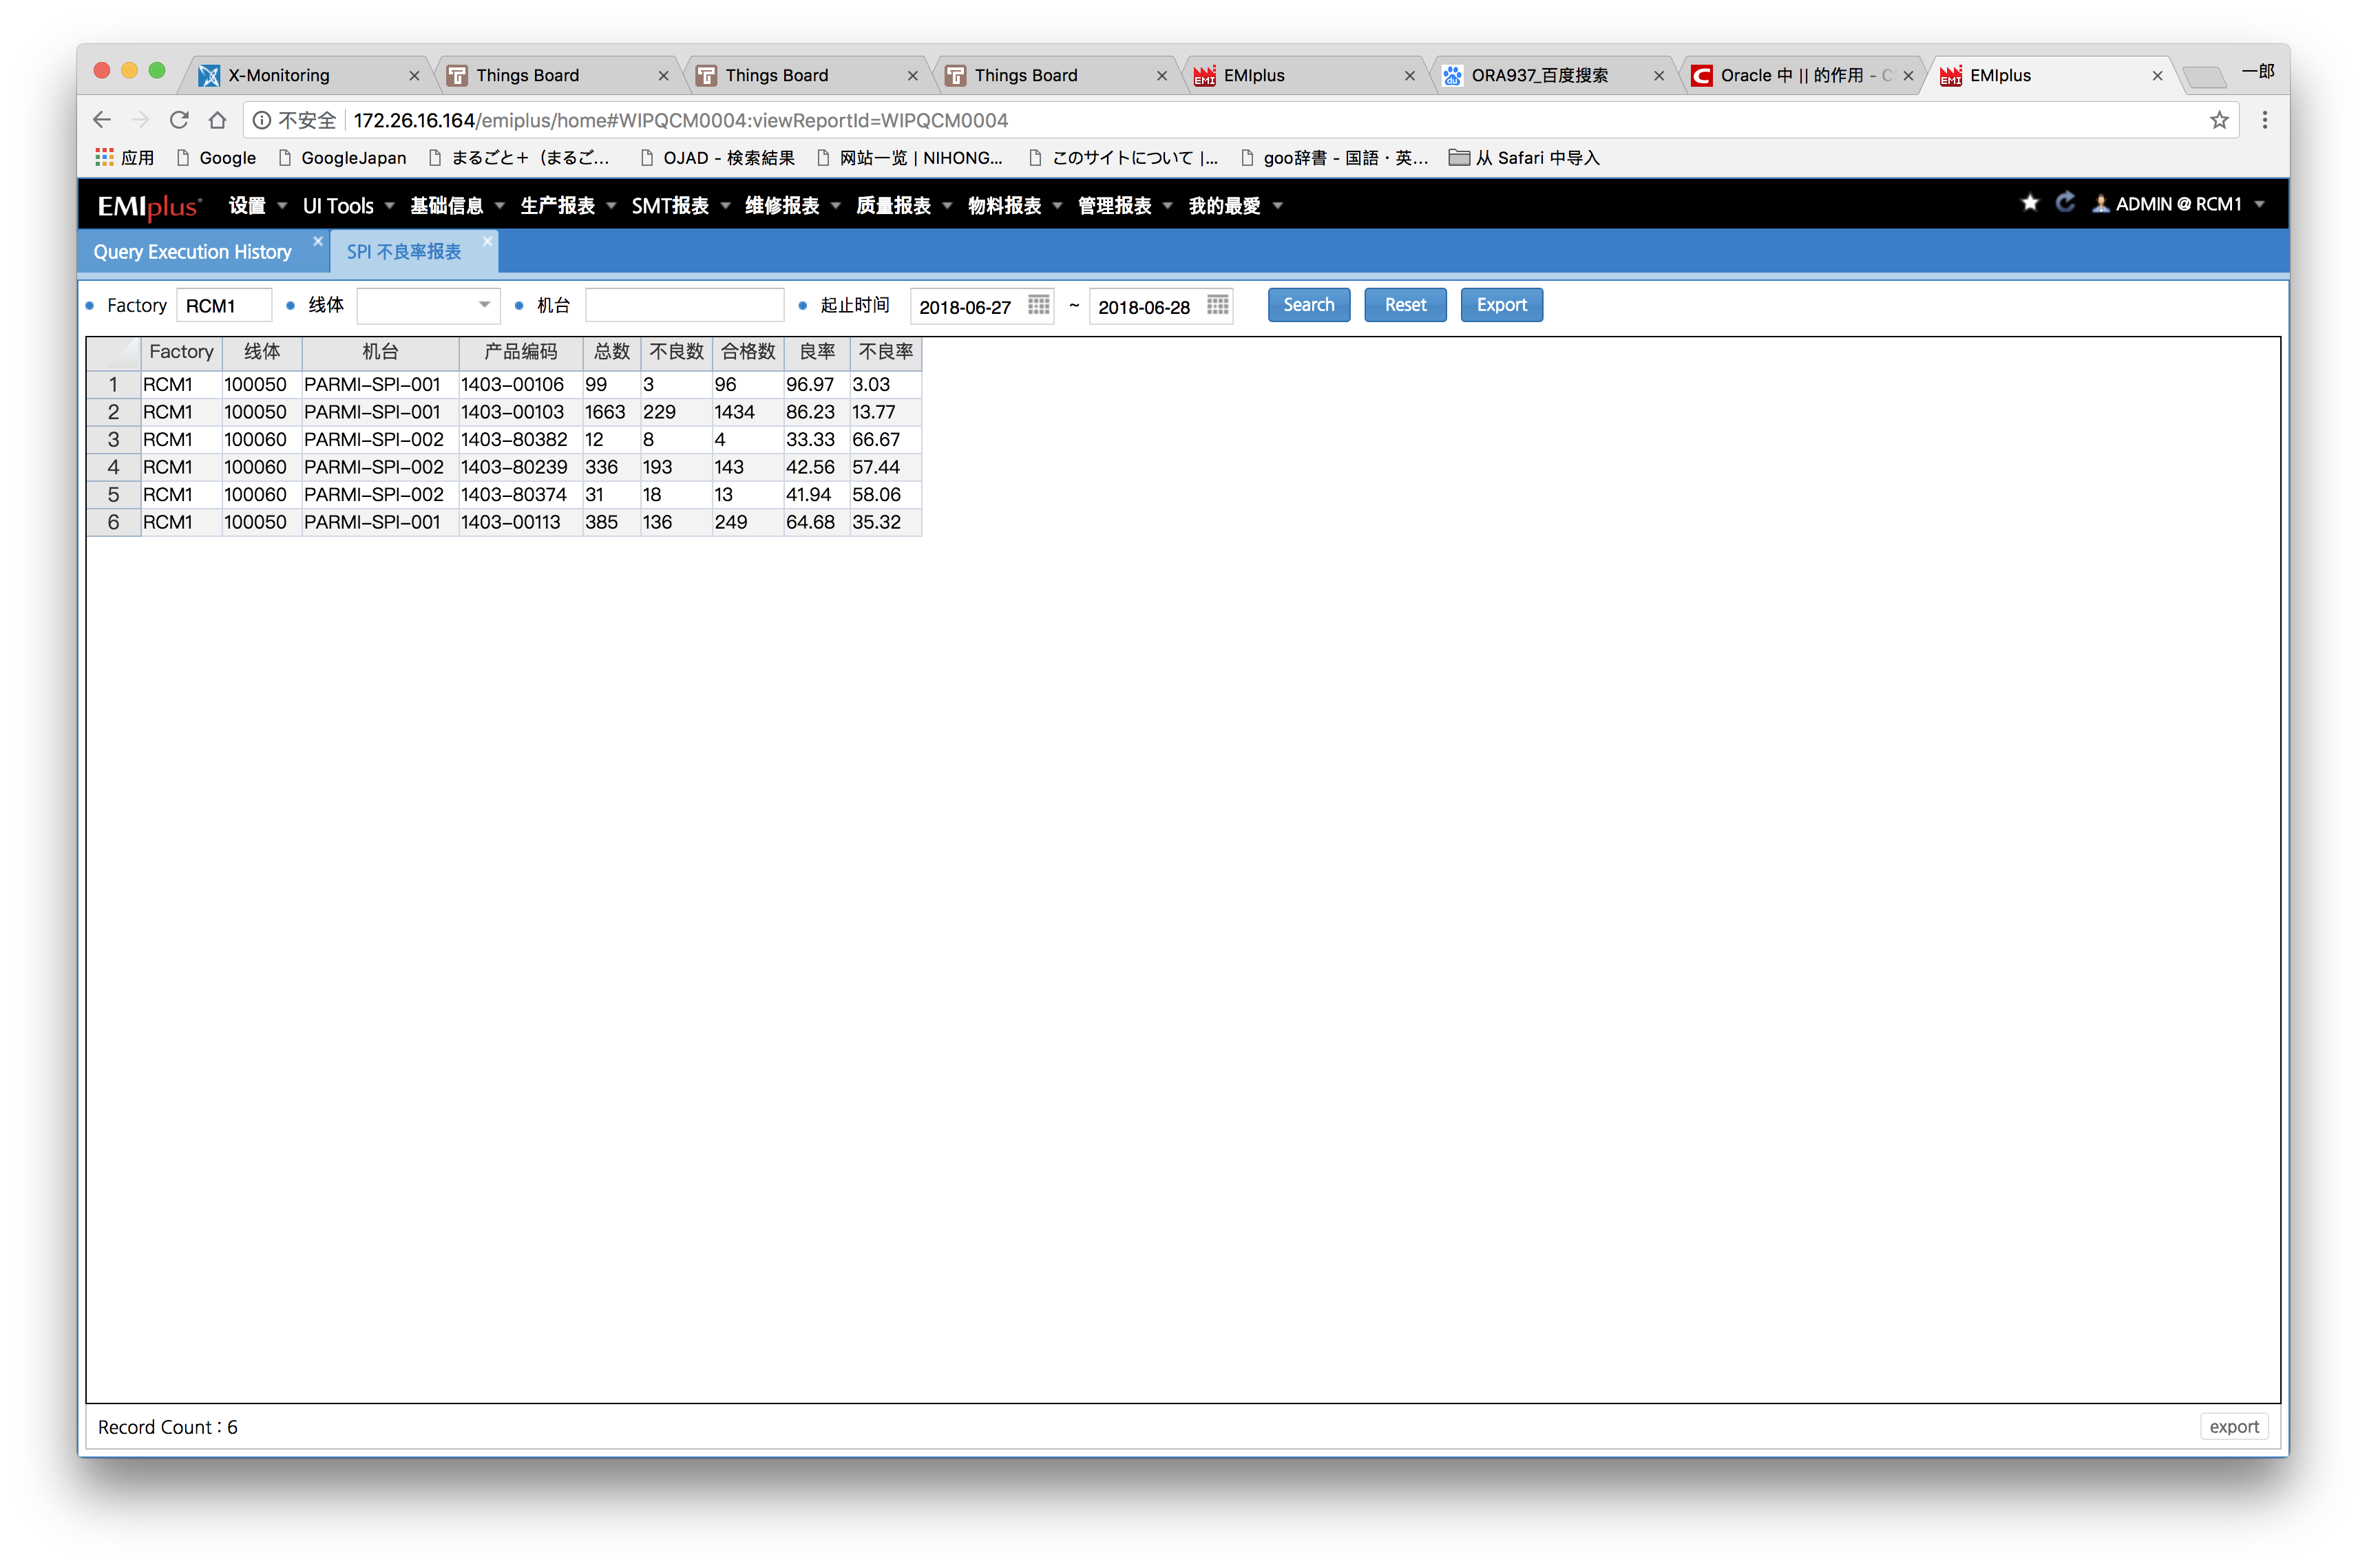 X-Monitoring Things Board Things Board Things Board EMIplus ORA937_百度搜索 Oracle 中 || 的作用 - C EMIplus 一郎
不安全 172.26.16.164/emiplus/home#WIPQCM0004:viewReportId=WIPQCM0004
应用 Google GoogleJapan まるごと＋（まるご... OJAD - 検索結果 网站一览 | NIHONG... このサイトについて |... goo辞書 - 国語・英... 从 Safari 中导入
EMIplus 设置 UI Tools 基础信息 生产报表 SMT报表 维修报表 质量报表 物料报表 管理报表 我的最爱 ADMIN @ RCM1
Query Execution History SPI 不良率报表
Factory RCM1 线体 机台 起止时间 2018-06-27 ~ 2018-06-28 Search Reset Export
Factory 线体 机台 产品编码 总数 不良数 合格数 良率 不良率
1 RCM1 100050 PARMI-SPI-001 1403-00106 99 3 96 96.97 3.03
2 RCM1 100050 PARMI-SPI-001 1403-00103 1663 229 1434 86.23 13.77
3 RCM1 100060 PARMI-SPI-002 1403-80382 12 8 4 33.33 66.67
4 RCM1 100060 PARMI-SPI-002 1403-80239 336 193 143 42.56 57.44
5 RCM1 100060 PARMI-SPI-002 1403-80374 31 18 13 41.94 58.06
6 RCM1 100050 PARMI-SPI-001 1403-00113 385 136 249 64.68 35.32
Record Count : 6 export